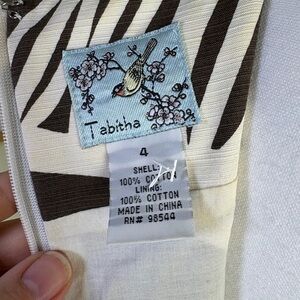 Tabitha
4
SHELL:
100% COTTON
LINING:
100% COTTON
MADE IN CHINA
RN# 98544